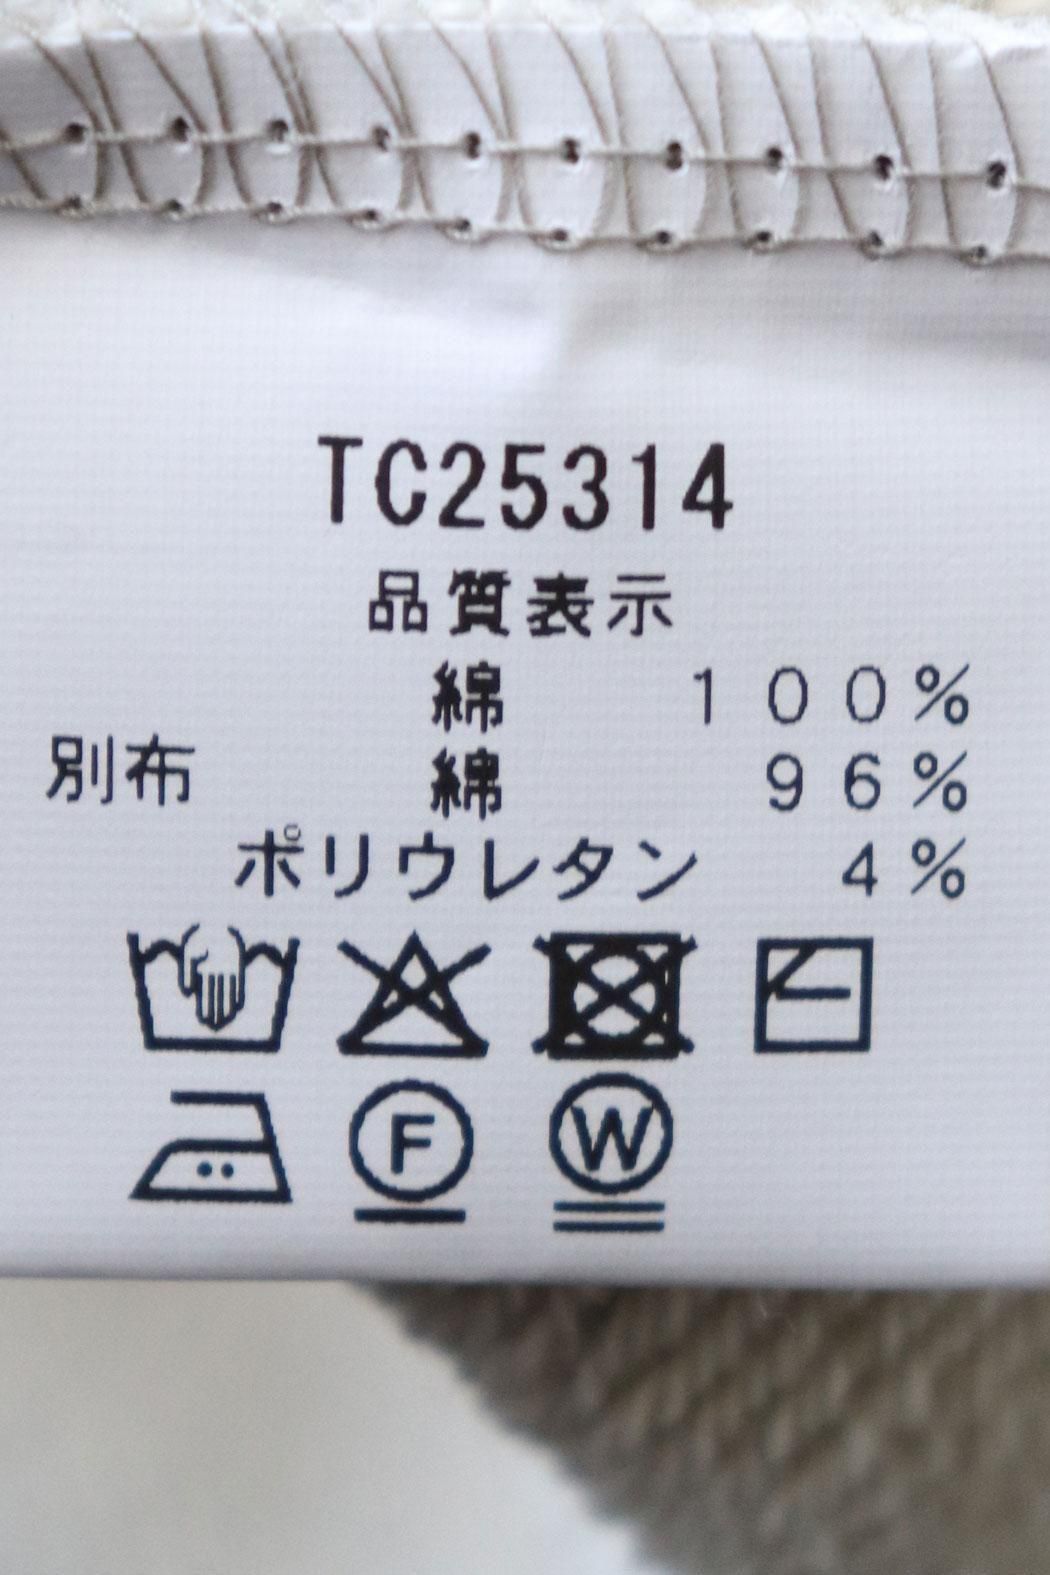 TC25314
品質表示
綿 100%
別布 綿 96%
ポリウレタン 4%
F W